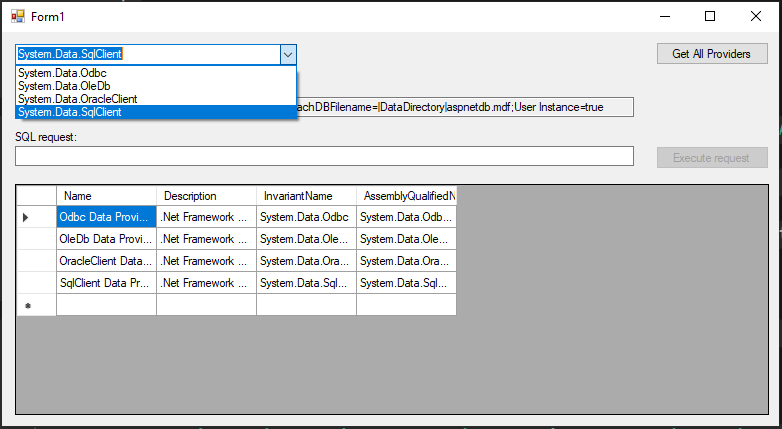 Form1
System.Data.SqlClient
Get All Providers
System.Data.Odbc
System.Data.OleDb
System.Data.OracleClient
System.Data.SqlClient
achDBFilename=|DataDirectory|aspnetdb.mdf;User Instance=true
SQL request:
Execute request
Name Description InvariantName AssemblyQualifiedN
Odbc Data Provi... .Net Framework ... System.Data.Odbc System.Data.Odb...
OleDb Data Provi... .Net Framework ... System.Data.Ole... System.Data.Ole...
OracleClient Data... .Net Framework ... System.Data.Ora... System.Data.Ora...
SqlClient Data Pr... .Net Framework ... System.Data.Sql... System.Data.Sql...